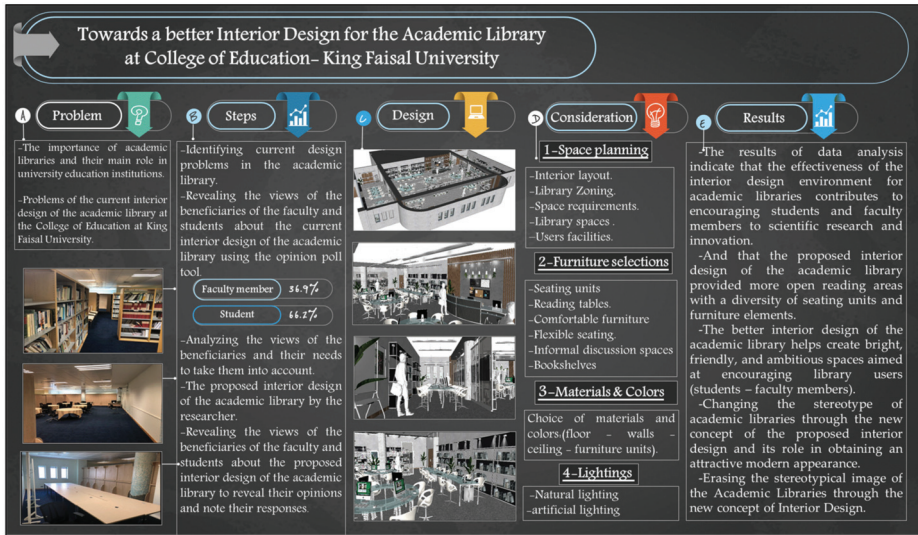 Towards a better Interior Design for the Academic Library
at College of Education- King Faisal University
A
Problem
-The importance of academic
libraries and their main role in
university education institutions.
-Problems of the current interior
design of the academic library at
the College of Education at King
Faisal University.
B
Steps
-Identifying current design
problems in the academic
library.
-Revealing the views of the
beneficiaries of the faculty and
students about the current
interior design of the academic
library using the opinion poll
tool.
Faculty member 36.9%
Student 66.2%
-Analyzing the views of the
beneficiaries and their needs
to take them into account.
-The proposed interior design
of the academic library by the
researcher.
-Revealing the views of the
beneficiaries of the faculty and
students about the proposed
interior design of the academic
library to reveal their opinions
and note their responses.
C
Design
D
Consideration
1-Space planning
-Interior layout.
-Library Zoning.
-Space requirements.
-Library spaces .
-Users facilities.
2-Furniture selections
-Seating units
-Reading tables.
-Comfortable furniture
-Flexible seating.
-Informal discussion spaces
-Bookshelves
3-Materials & Colors
Choice of materials and
colors.(floor - walls -
ceiling - furniture units).
4-Lightings
-Natural lighting
-artificial lighting
E
Results
-The results of data analysis
indicate that the effectiveness of the
interior design environment for
academic libraries contributes to
encouraging students and faculty
members to scientific research and
innovation.
-And that the proposed interior
design of the academic library
provided more open reading areas
with a diversity of seating units and
furniture elements.
-The better interior design of the
academic library helps create bright,
friendly, and ambitious spaces aimed
at encouraging library users
(students – faculty members).
-Changing the stereotype of
academic libraries through the new
concept of the proposed interior
design and its role in obtaining an
attractive modern appearance.
-Erasing the stereotypical image of
the Academic Libraries through the
new concept of Interior Design.